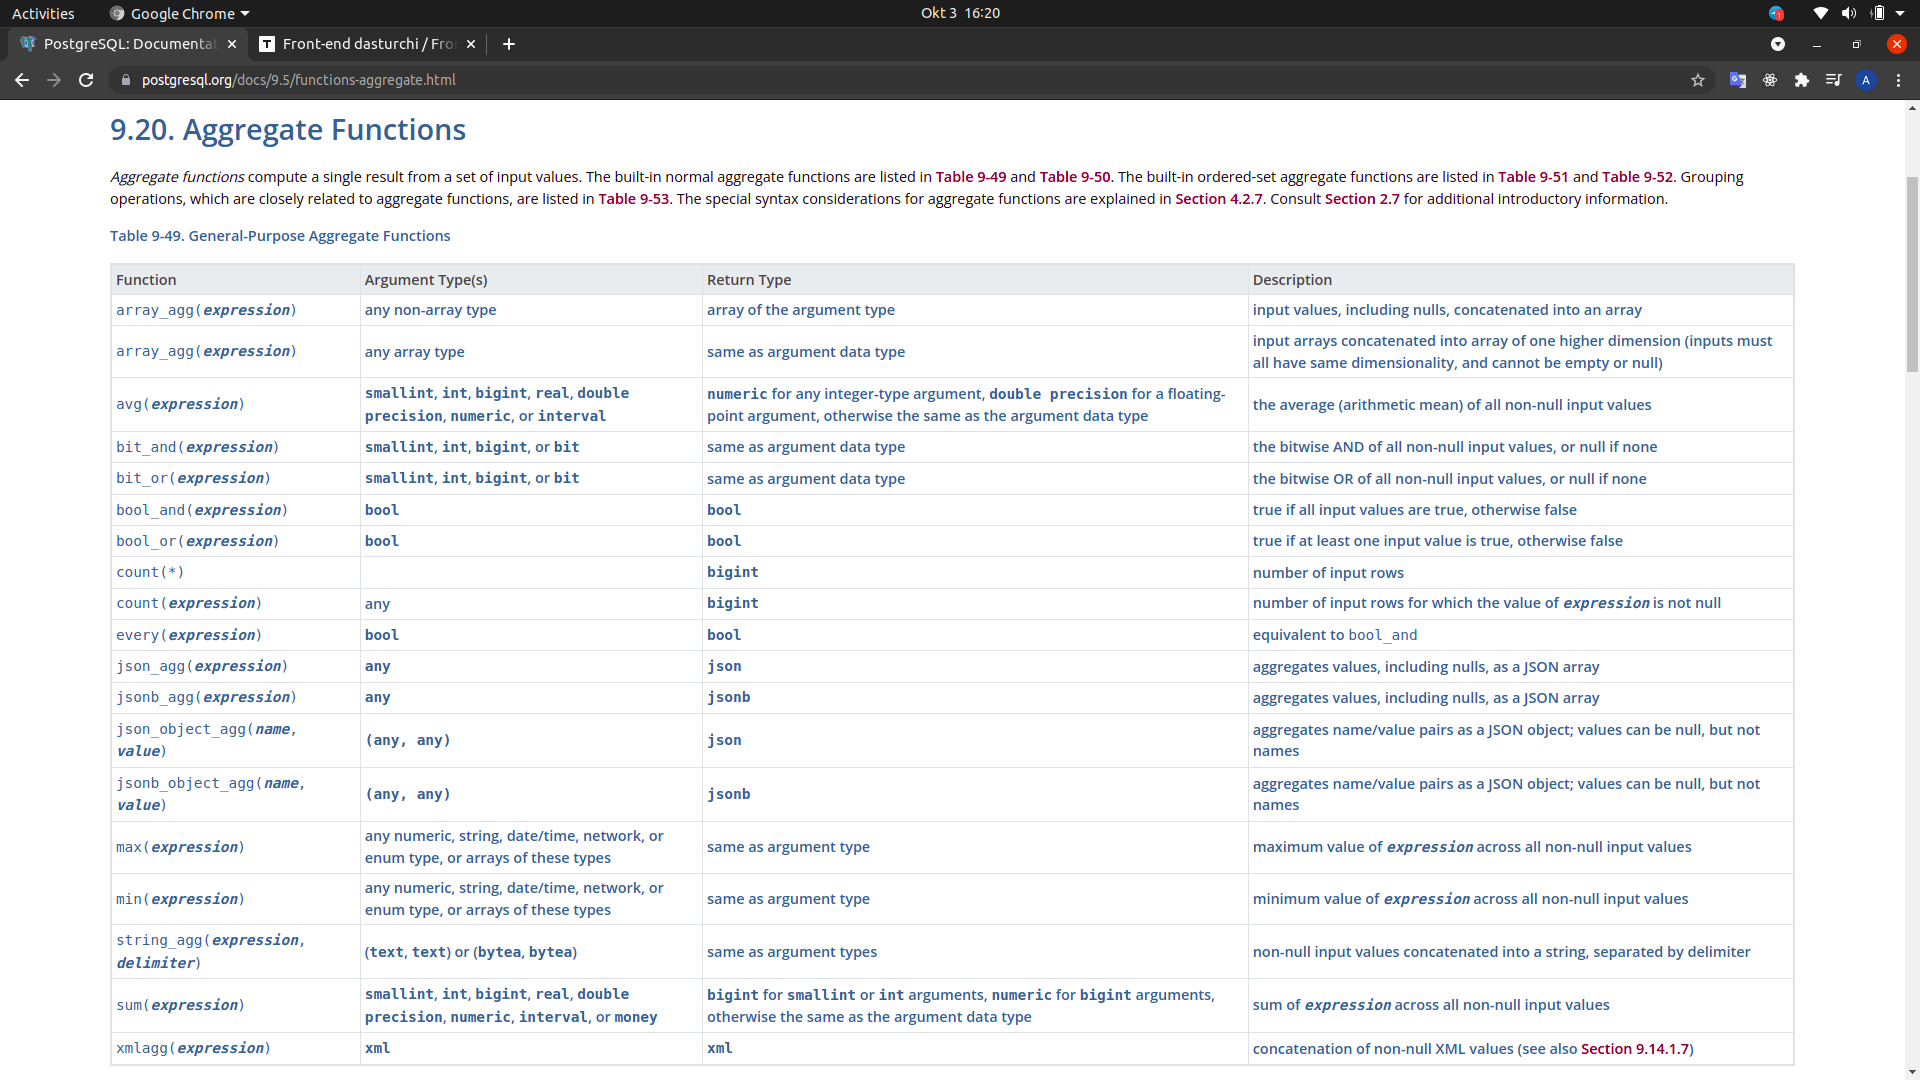 Activities
Google Chrome
Okt 3 16:20
PostgreSQL: Documentat
Front-end dasturchi / Fro
postgresql.org/docs/9.5/functions-aggregate.html
A
9.20. Aggregate Functions
Aggregate functions compute a single result from a set of input values. The built-in normal aggregate functions are listed in Table 9-49 and Table 9-50. The built-in ordered-set aggregate functions are listed in Table 9-51 and Table 9-52. Grouping
operations, which are closely related to aggregate functions, are listed in Table 9-53. The special syntax considerations for aggregate functions are explained in Section 4.2.7. Consult Section 2.7 for additional introductory information.
Table 9-49. General-Purpose Aggregate Functions
Function Argument Type(s) Return Type Description
array_agg(expression) any non-array type array of the argument type input values, including nulls, concatenated into an array
array_agg(expression) any array type same as argument data type input arrays concatenated into array of one higher dimension (inputs must
all have same dimensionality, and cannot be empty or null)
avg(expression) smallint, int, bigint, real, double
precision, numeric, or interval
numeric for any integer-type argument, double precision for a floating-
point argument, otherwise the same as the argument data type
the average (arithmetic mean) of all non-null input values
bit_and(expression) smallint, int, bigint, or bit same as argument data type the bitwise AND of all non-null input values, or null if none
bit_or(expression) smallint, int, bigint, or bit same as argument data type the bitwise OR of all non-null input values, or null if none
bool_and(expression) bool bool true if all input values are true, otherwise false
bool_or(expression) bool bool true if at least one input value is true, otherwise false
count(*) bigint number of input rows
count(expression) any bigint number of input rows for which the value of expression is not null
every(expression) bool bool equivalent to bool_and
json_agg(expression) any json aggregates values, including nulls, as a JSON array
jsonb_agg(expression) any jsonb aggregates values, including nulls, as a JSON array
json_object_agg(name,
value)
(any, any) json
aggregates name/value pairs as a JSON object; values can be null, but not
names
jsonb_object_agg(name,
value)
(any, any) jsonb
aggregates name/value pairs as a JSON object; values can be null, but not
names
max(expression)
any numeric, string, date/time, network, or
enum type, or arrays of these types
same as argument type maximum value of expression across all non-null input values
min(expression)
any numeric, string, date/time, network, or
enum type, or arrays of these types
same as argument type minimum value of expression across all non-null input values
string_agg(expression,
delimiter)
(text, text) or (bytea, bytea) same as argument types non-null input values concatenated into a string, separated by delimiter
sum(expression)
smallint, int, bigint, real, double
precision, numeric, interval, or money
bigint for smallint or int arguments, numeric for bigint arguments,
otherwise the same as the argument data type
sum of expression across all non-null input values
xmlagg(expression) xml xml concatenation of non-null XML values (see also Section 9.14.1.7)